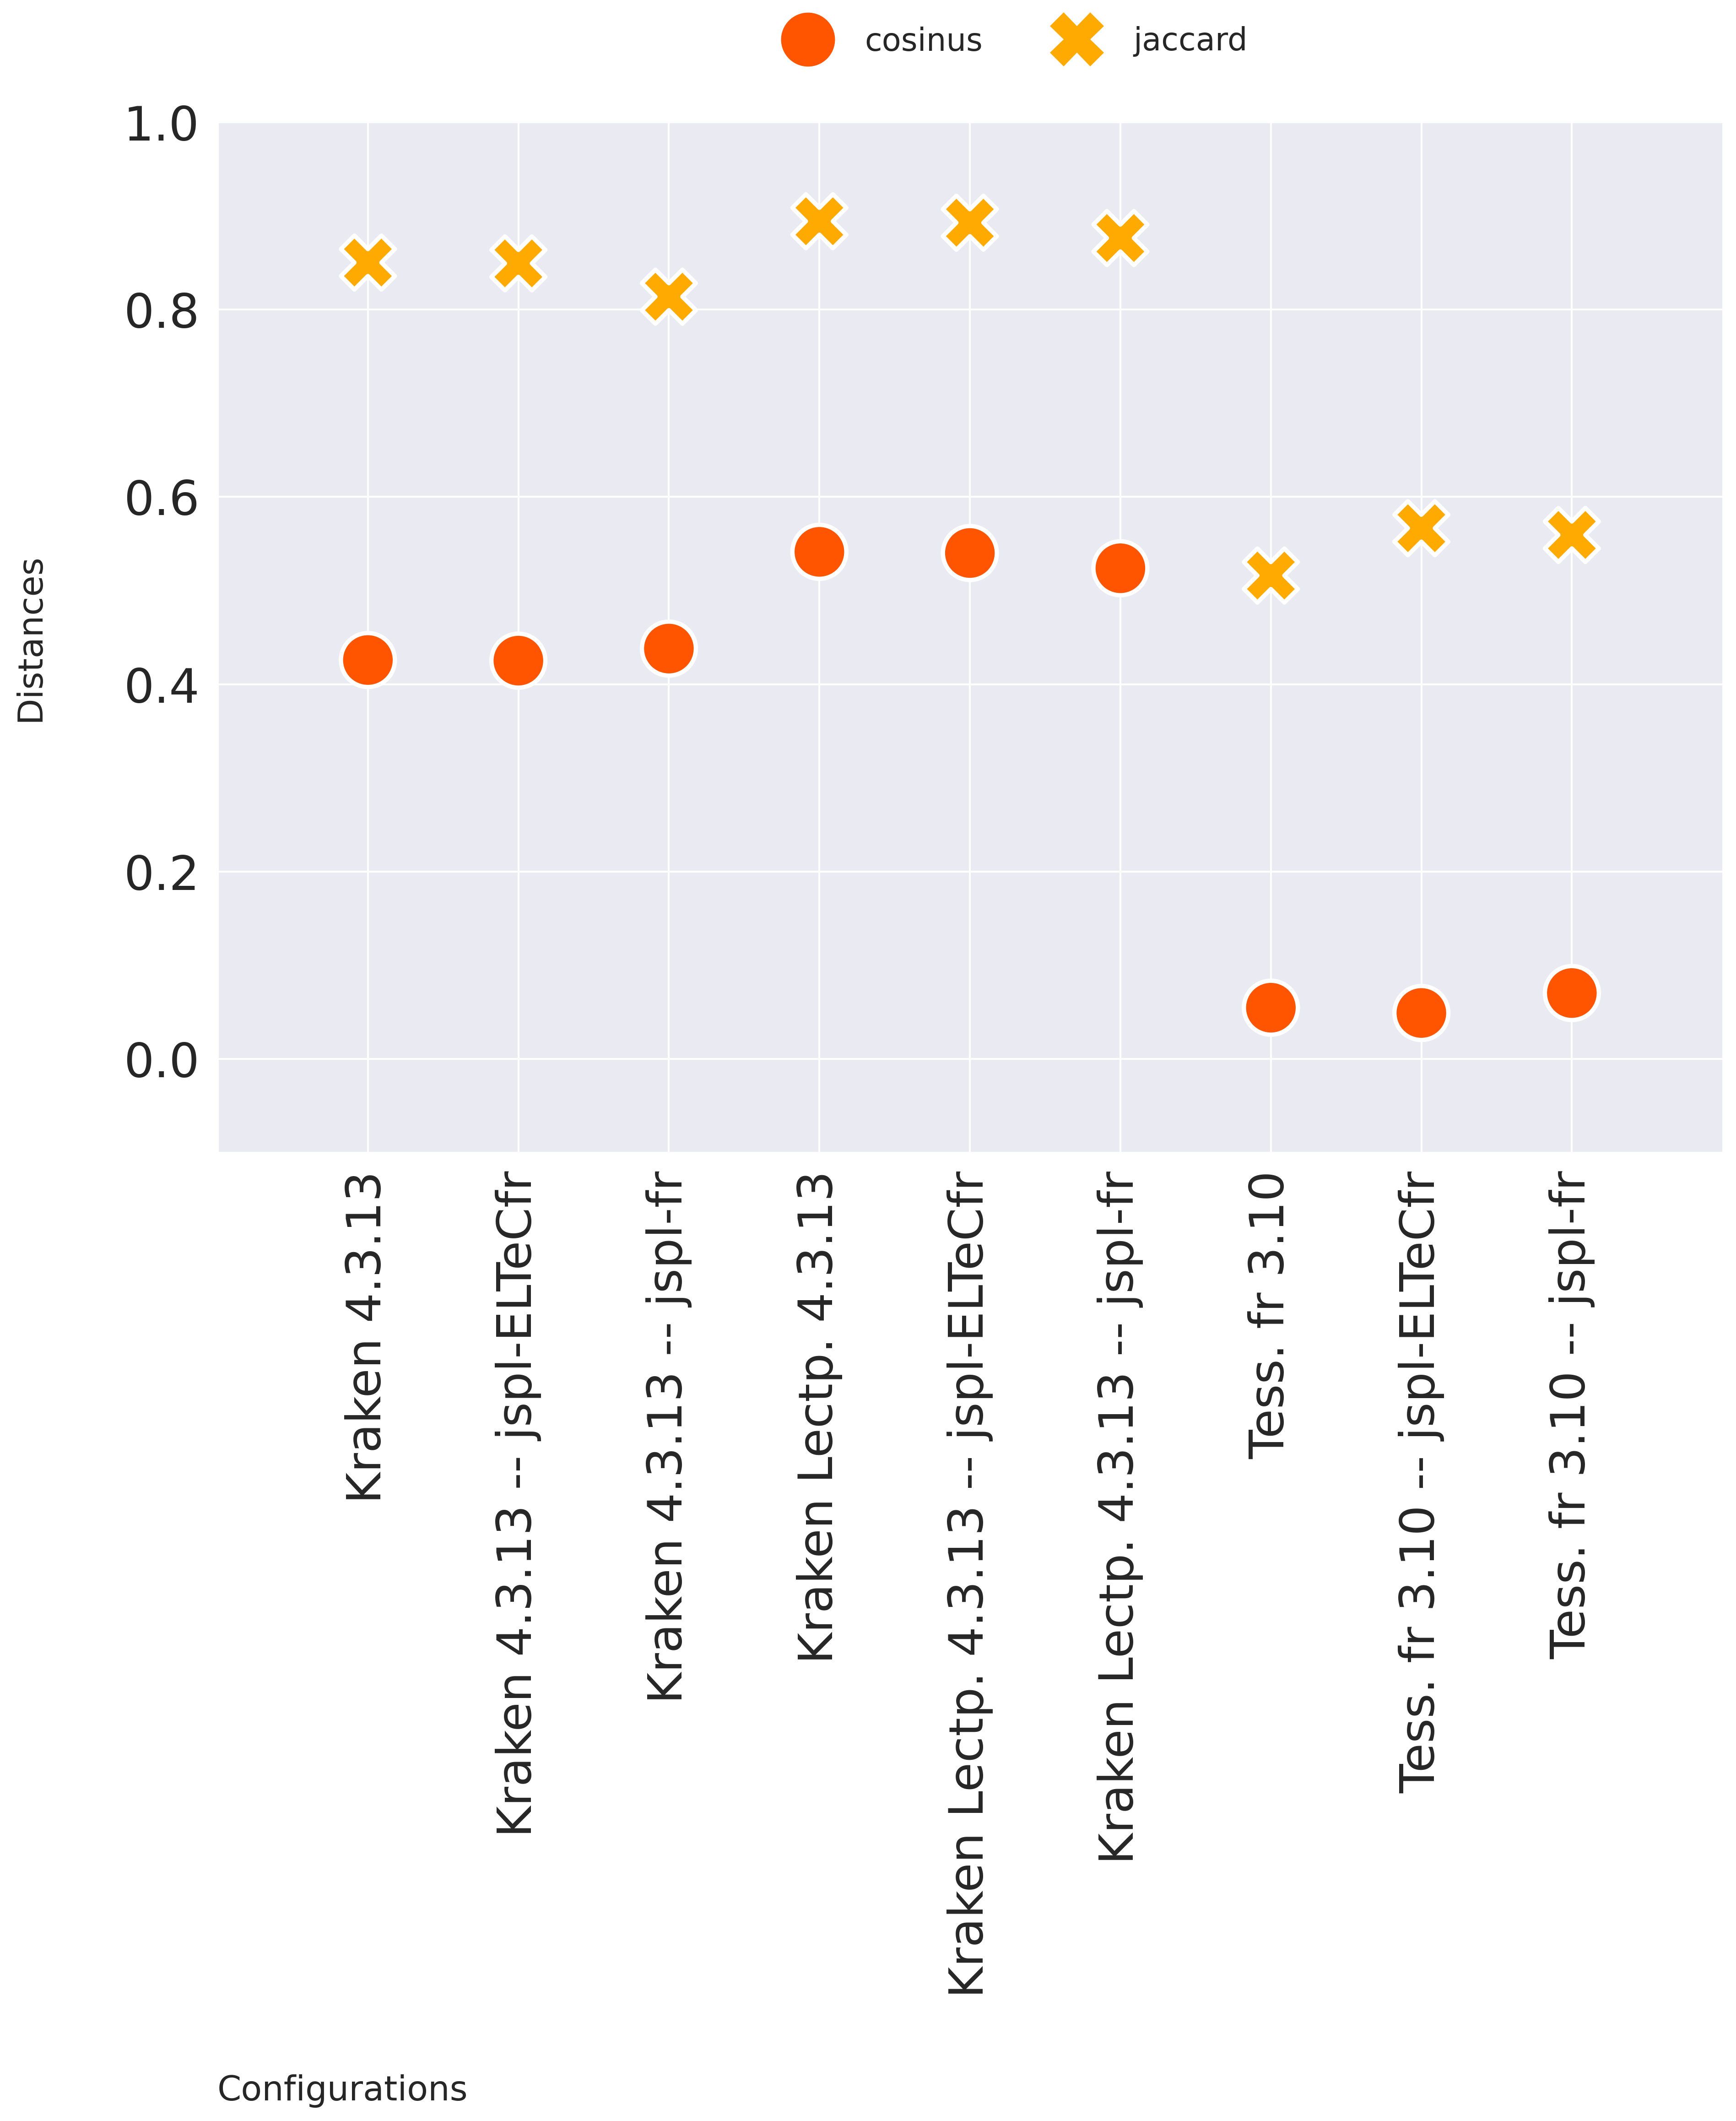 cosinus jaccard
1.0
0.8
0.6
0.4
0.2
0.0
Distances
Kraken 4.3.13
Kraken 4.3.13 -- jspl-ELTeCfr
Kraken 4.3.13 -- jspl-fr
Kraken Lectp. 4.3.13
Kraken Lectp. 4.3.13 -- jspl-ELTeCfr
Kraken Lectp. 4.3.13 -- jspl-fr
Tess. fr 3.10
Tess. fr 3.10 -- jspl-ELTeCfr
Tess. fr 3.10 -- jspl-fr
Configurations